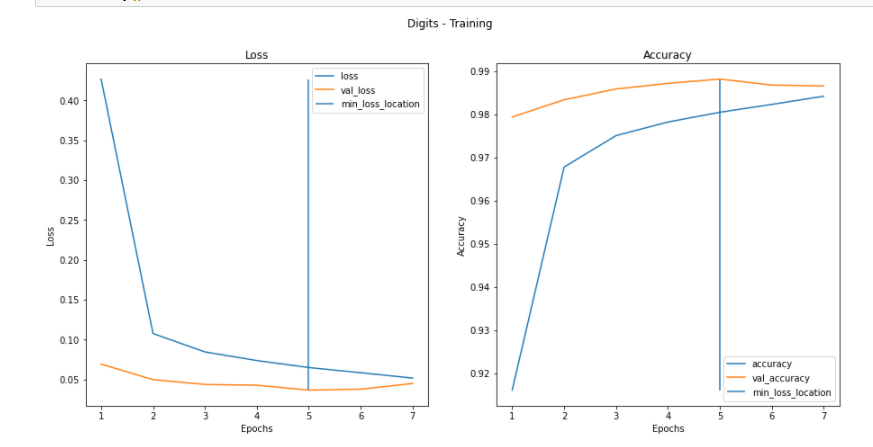 Digits - Training
Loss
loss
val_loss
min_loss_location
0.40
0.35
0.30
0.25
0.20
0.15
0.10
0.05
Loss
1 2 3 4 5 6 7
Epochs
Accuracy
0.99
0.98
0.97
0.96
0.95
0.94
0.93
0.92
Accuracy
accuracy
val_accuracy
min_loss_location
1 2 3 4 5 6 7
Epochs